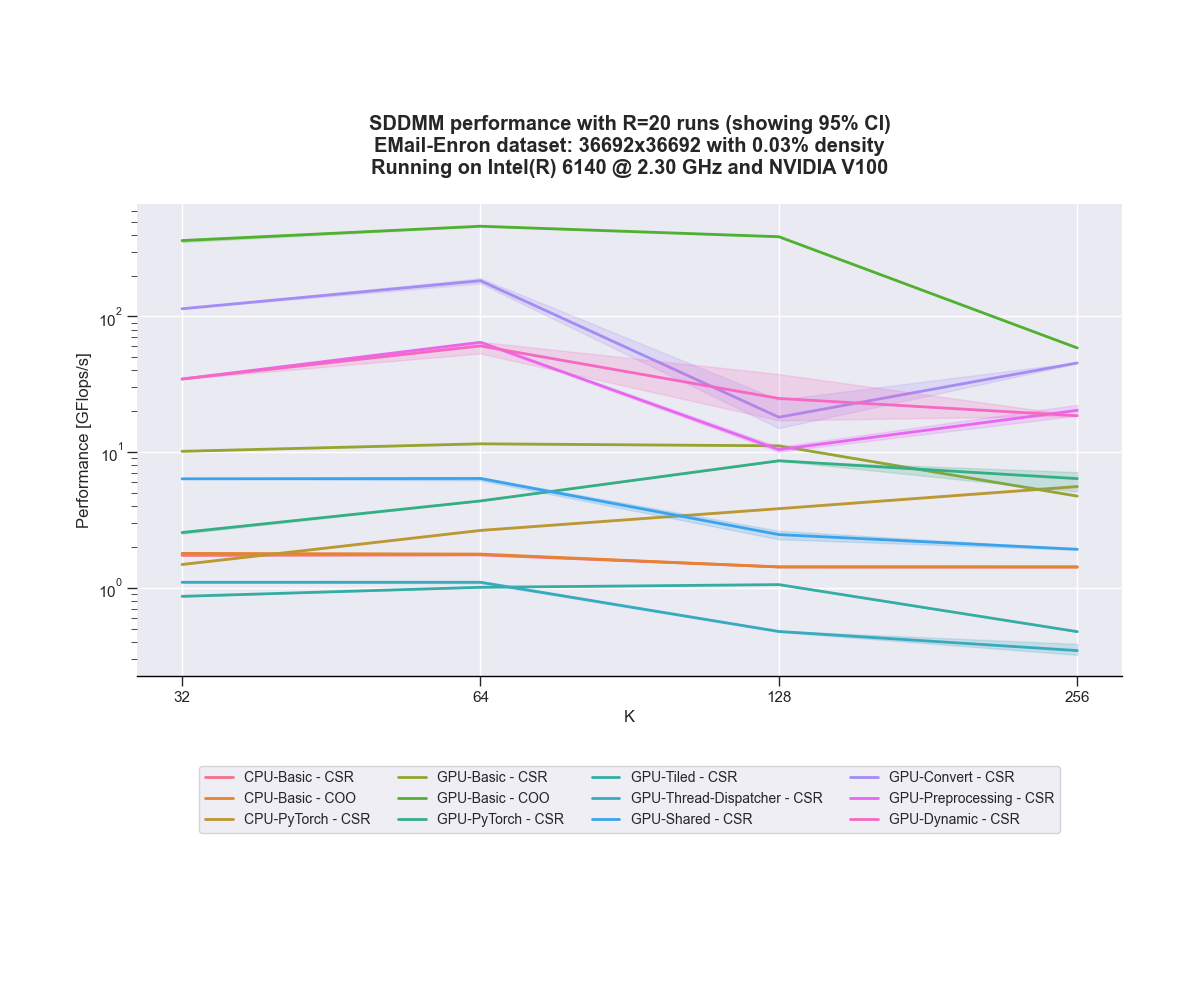 SDDMM performance with R=20 runs (showing 95% CI)
EMail-Enron dataset: 36692x36692 with 0.03% density
Running on Intel(R) 6140 @ 2.30 GHz and NVIDIA V100
Performance [GFlops/s]
10²
10¹
10⁰
32 64 128 256
K
CPU-Basic - CSR GPU-Basic - CSR GPU-Tiled - CSR GPU-Convert - CSR
CPU-Basic - COO GPU-Basic - COO GPU-Thread-Dispatcher - CSR GPU-Preprocessing - CSR
CPU-PyTorch - CSR GPU-PyTorch - CSR GPU-Shared - CSR GPU-Dynamic - CSR